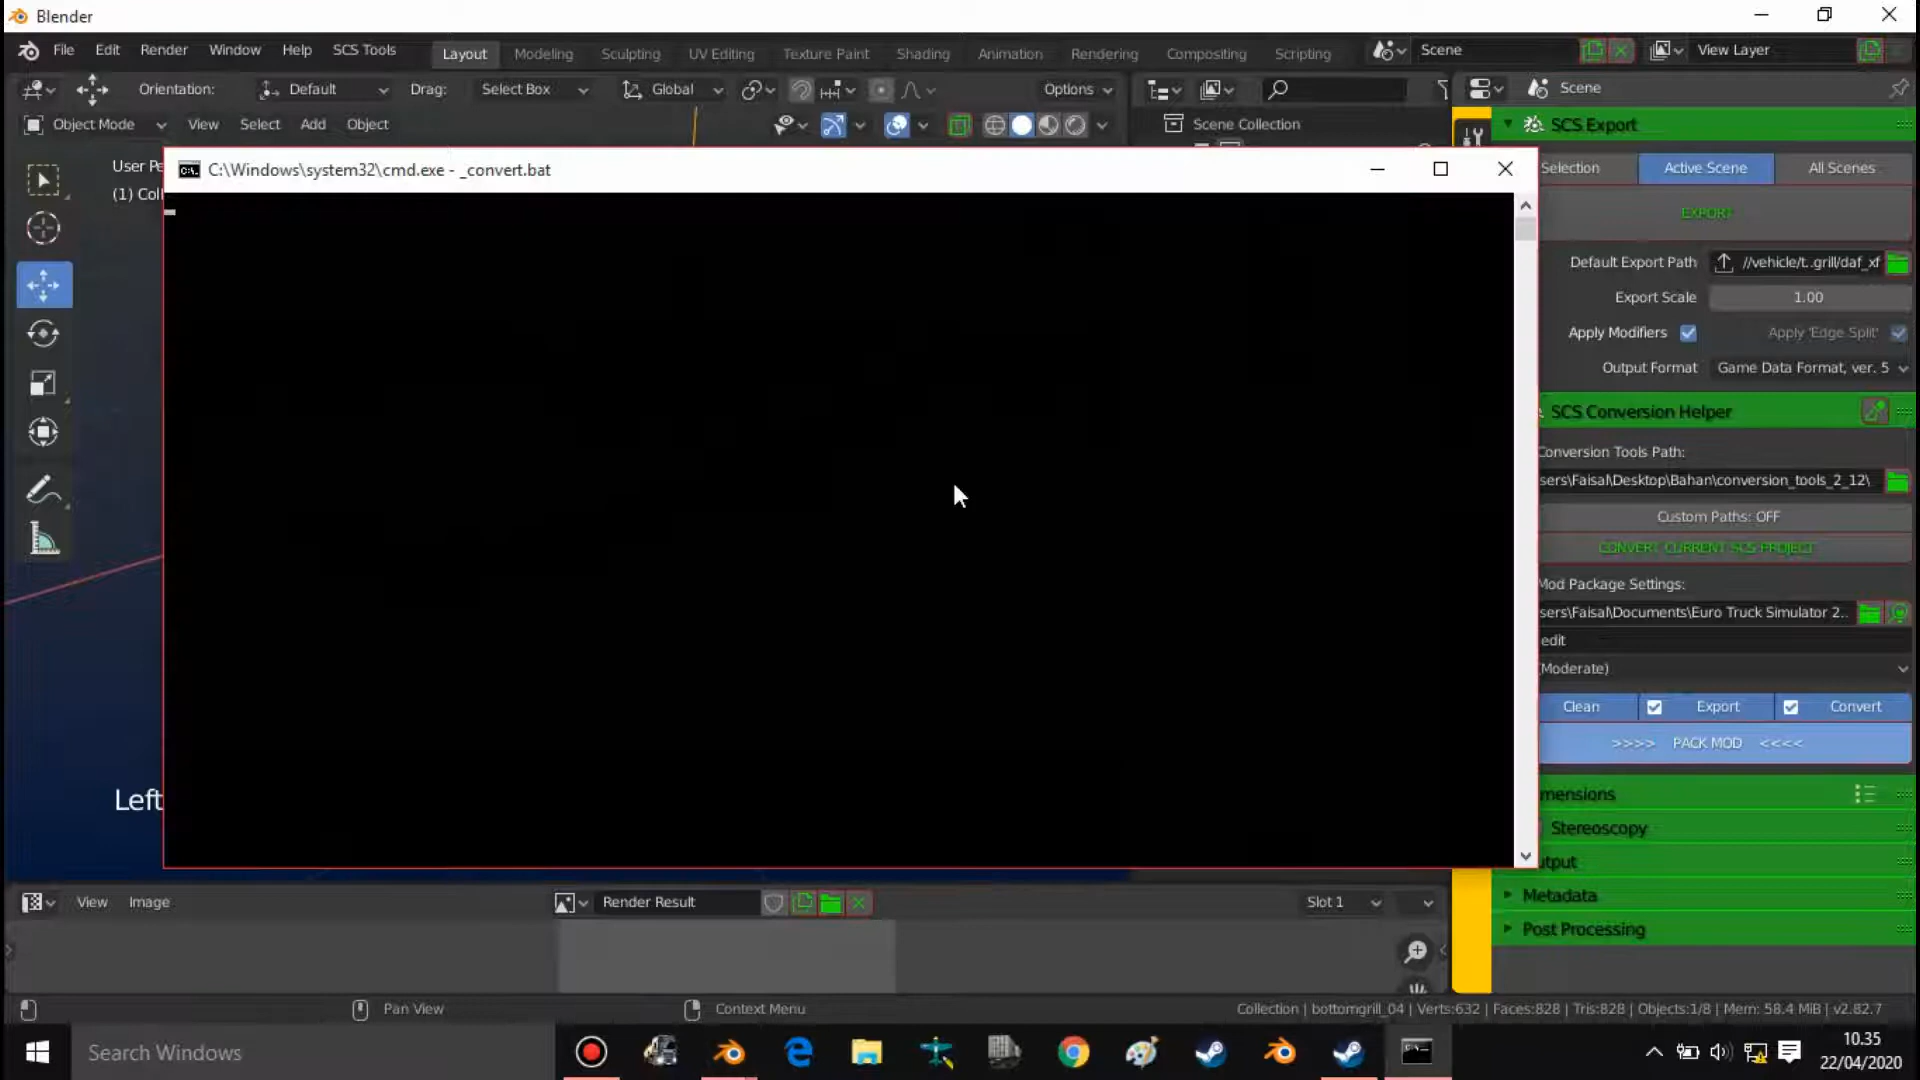 Blender
File Edit Render Window Help SCS Tools Layout Modeling Sculpting UV Editing Texture Paint Shading Animation Rendering Compositing Scripting Scene View Layer
Orientation: Default Drag: Select Box Global Options Scene
Object Mode View Select Add Object Scene Collection SCS Export
User Pe
(1) Coll
C:\Windows\system32\cmd.exe - _convert.bat
Selection Active Scene All Scenes
EXPORT
Default Export Path //vehicle/t..grill/daf_xf
Export Scale 1.00
Apply Modifiers Apply 'Edge Split'
Output Format Game Data Format, ver. 5
SCS Conversion Helper
Conversion Tools Path:
sers\Faisal\Desktop\Bahan\conversion_tools_2_12\
Custom Paths: OFF
CONVERT CURRENT SCS PROJECT
Mod Package Settings:
sers\Faisal\Documents\Euro Truck Simulator 2..
edit
(Moderate)
Clean Export Convert
>>>> PACK MOD <<<<
Left
mensions
Stereoscopy
utput
Metadata
Post Processing
View Image Render Result Slot 1
Pan View Context Menu Collection | bottomgrill_04 | Verts:632 | Faces:828 | Tris:828 | Objects:1/8 | Mem: 58.4 MiB | v2.82.7
Search Windows
10.35
22/04/2020